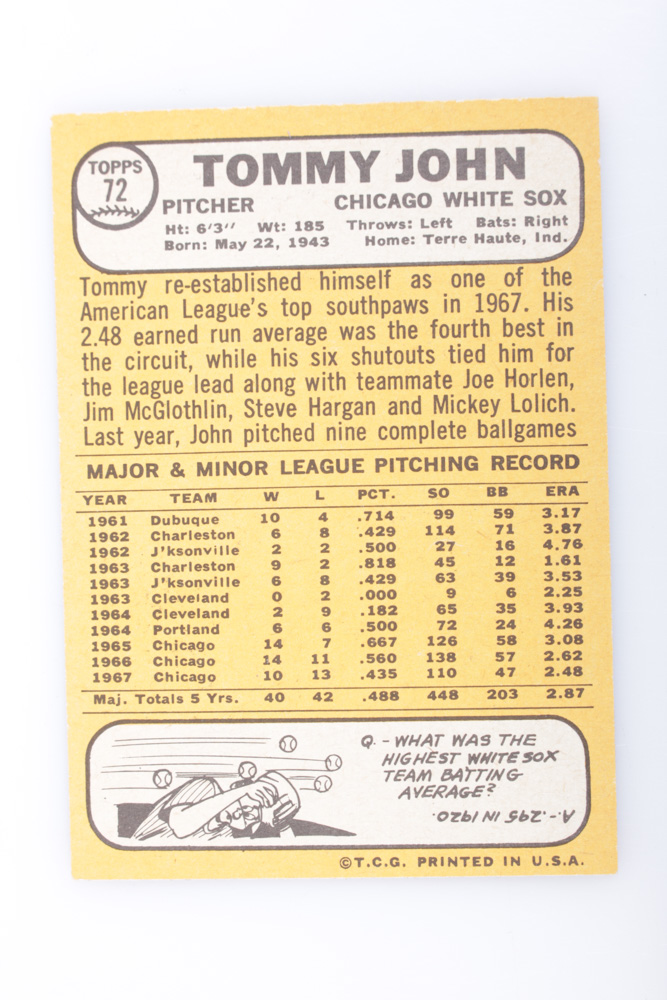 TOPPS
72
TOMMY JOHN
PITCHER CHICAGO WHITE SOX
Ht: 6'3" Wt: 185 Throws: Left Bats: Right
Born: May 22, 1943 Home: Terre Haute, Ind.
Tommy re-established himself as one of the
American League's top southpaws in 1967. His
2.48 earned run average was the fourth best in
the circuit, while his six shutouts tied him for
the league lead along with teammate Joe Horlen,
Jim McGlothlin, Steve Hargan and Mickey Lolich.
Last year, John pitched nine complete ballgames
MAJOR & MINOR LEAGUE PITCHING RECORD
YEAR TEAM W L PCT. SO BB ERA
1961 Dubuque 10 4 .714 99 59 3.17
1962 Charleston 6 8 .429 114 71 3.87
1962 J'ksonville 2 2 .500 27 16 4.76
1963 Charleston 9 2 .818 45 12 1.61
1963 J'ksonville 6 8 .429 63 39 3.53
1963 Cleveland 0 2 .000 9 6 2.25
1964 Cleveland 2 9 .182 65 35 3.93
1964 Portland 6 6 .500 72 24 4.26
1965 Chicago 14 7 .667 126 58 3.08
1966 Chicago 14 11 .560 138 57 2.62
1967 Chicago 10 13 .435 110 47 2.48
Maj. Totals 5 Yrs. 40 42 .488 448 203 2.87
Q.-WHAT WAS THE
HIGHEST WHITE SOX
TEAM BATTING
AVERAGE?
A.-.295 IN 1920.
©T.C.G. PRINTED IN U.S.A.